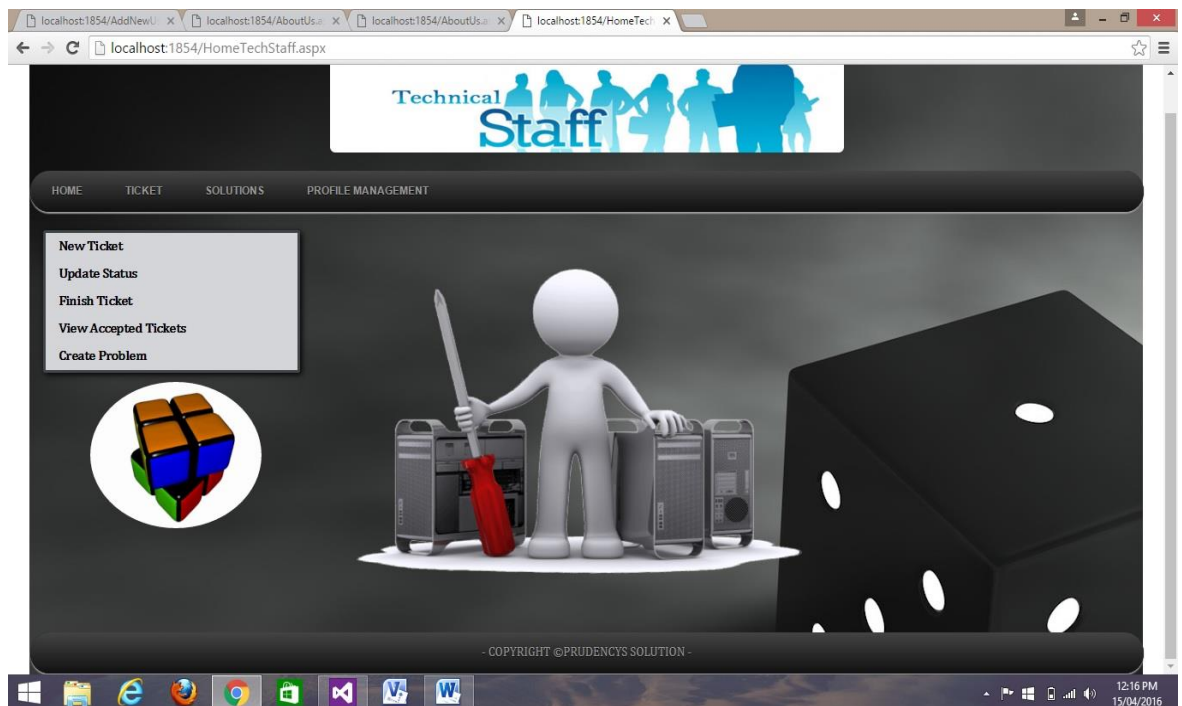 localhost:1854/AddNewU
localhost:1854/AboutUs.a
localhost:1854/AboutUs.a
localhost:1854/HomeTech
localhost:1854/HomeTechStaff.aspx
Technical
Staff
HOME TICKET SOLUTIONS PROFILE MANAGEMENT
New Ticket
Update Status
Finish Ticket
View Accepted Tickets
Create Problem
- COPYRIGHT ©PRUDENCYS SOLUTION -
12:16 PM
15/04/2016